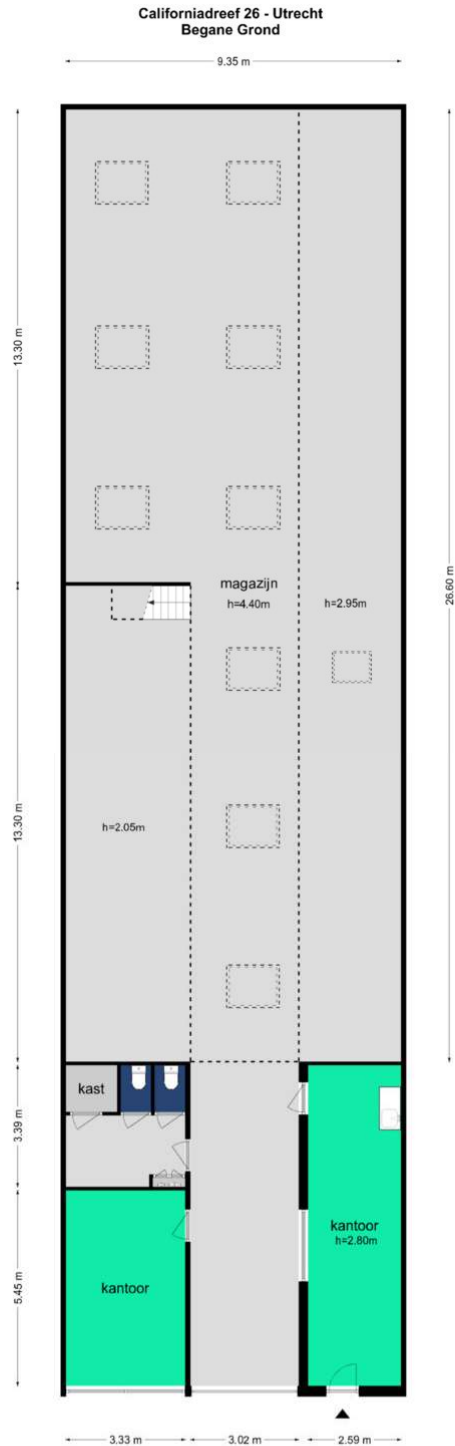 Californiadreef 26 - Utrecht
Begane Grond
9.35 m
13.30 m
26.60 m
magazijn
h=4.40m
h=2.95m
13.30 m
h=2.05m
kast
3.39 m
kantoor
h=2.80m
kantoor
5.45 m
3.33 m
3.02 m
2.59 m